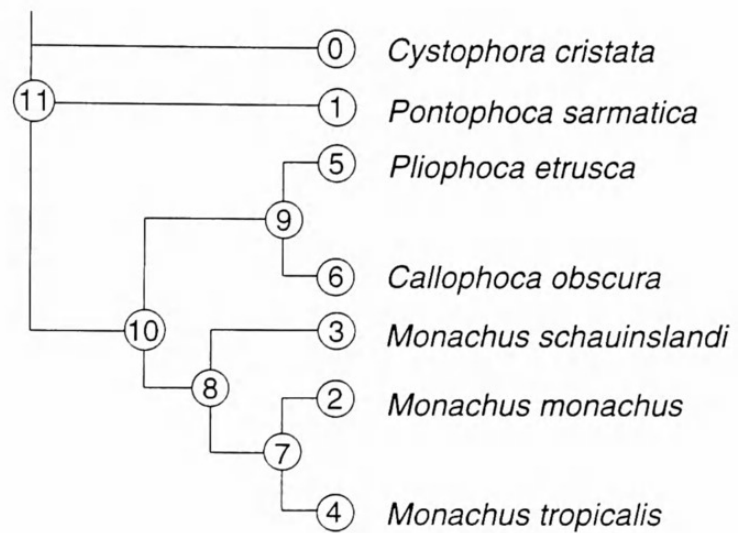 0 Cystophora cristata
11 1 Pontophoca sarmatica
5 Pliophoca etrusca
9
6 Callophoca obscura
10 3 Monachus schauinslandi
8
2 Monachus monachus
7
4 Monachus tropicalis